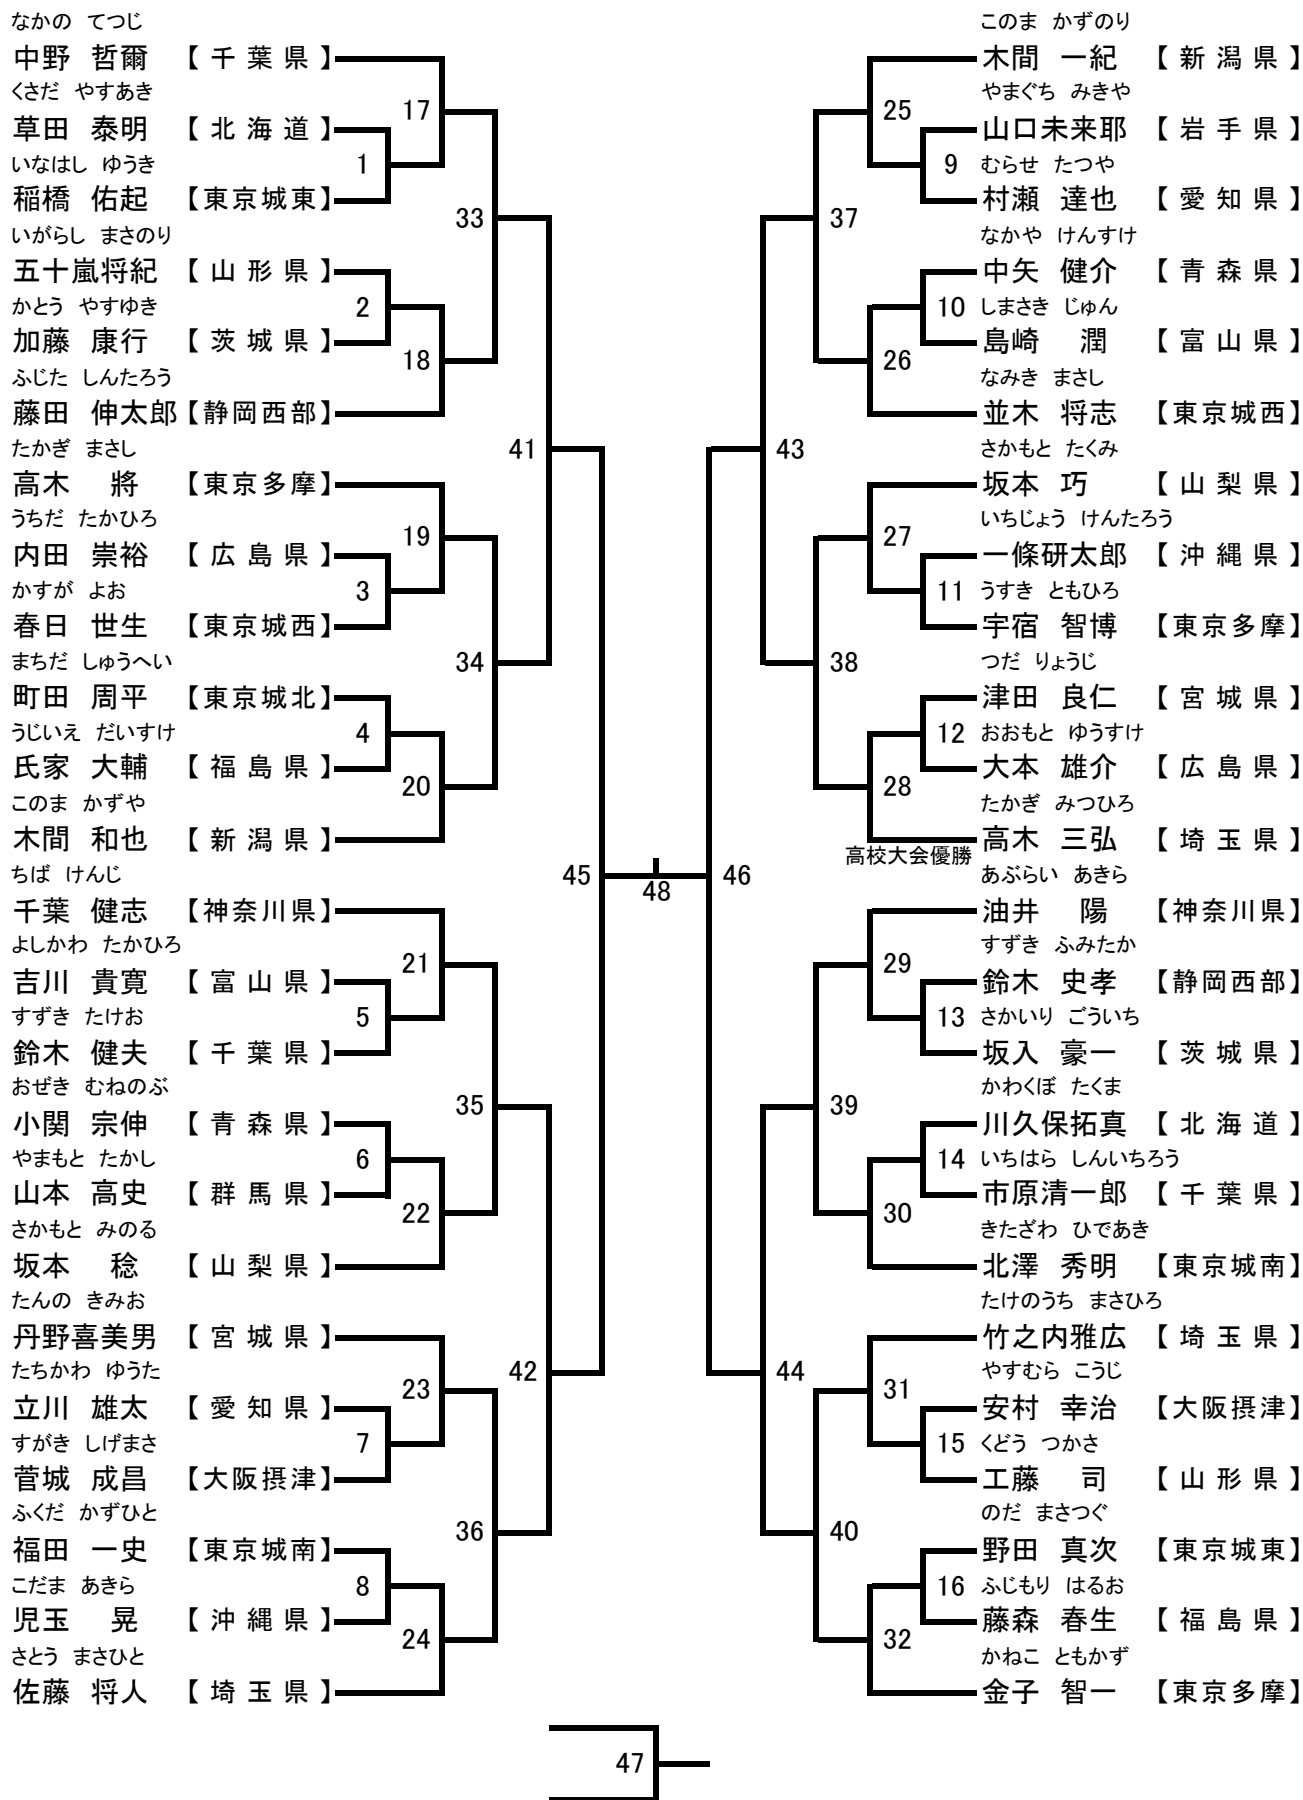 なかの てつじ
中野 哲爾 【 千 葉 県 】
くさだ やすあき
17
草田 泰明 【 北 海 道 】
いなはし ゆうき
1
稲橋 佑起 【東京城東】
33
いがらし まさのり
五十嵐将紀 【 山 形 県 】
かとう やすゆき
2
加藤 康行 【 茨 城 県 】
18
ふじた しんたろう
藤田 伸太郎【静岡西部】
たかぎ まさし
41
高木 將 【東京多摩】
うちだ たかひろ
19
内田 崇裕 【 広 島 県 】
かすが よお
3
春日 世生 【東京城西】
まちだ しゅうへい
34
町田 周平 【東京城北】
うじいえ だいすけ
4
氏家 大輔 【 福 島 県 】
20
このま かずや
木間 和也 【 新 潟 県 】
ちば けんじ
45
千葉 健志 【神奈川県】
よしかわ たかひろ
21
吉川 貴寛 【 富 山 県 】
すずき たけお
5
鈴木 健夫 【 千 葉 県 】
おぜき むねのぶ
35
小関 宗伸 【 青 森 県 】
やまもと たかし
6
山本 高史 【 群 馬 県 】
22
さかもと みのる
坂本 稔 【 山 梨 県 】
たんの きみお
丹野喜美男 【 宮 城 県 】
たちかわ ゆうた
42
23
立川 雄太 【 愛 知 県 】
すがき しげまさ
7
菅城 成昌 【大阪摂津】
ふくだ かずひと
36
福田 一史 【東京城南】
こだま あきら
8
児玉 晃 【 沖 縄 県 】
24
さとう まさひと
佐藤 将人 【 埼 玉 県 】
48
47
このま かずのり
木間 一紀 【 新 潟 県 】
やまぐち みきや
25
山口未来耶 【 岩 手 県 】
9
むらせ たつや
村瀬 達也 【 愛 知 県 】
37
なかや けんすけ
中矢 健介 【 青 森 県 】
10
しまさき じゅん
島崎 潤 【 富 山 県 】
26
なみき まさし
並木 将志 【東京城西】
43
さかもと たくみ
坂本 巧 【 山 梨 県 】
いちじょう けんたろう
27
一條研太郎 【 沖 縄 県 】
11
うすき ともひろ
宇宿 智博 【東京多摩】
38
つだ りょうじ
津田 良仁 【 宮 城 県 】
12
おおもと ゆうすけ
大本 雄介 【 広 島 県 】
28
たかぎ みつひろ
高木 三弘 【 埼 玉 県 】
高校大会優勝
46
あぶらい あきら
油井 陽 【神奈川県】
すずき ふみたか
29
鈴木 史孝 【静岡西部】
13
さかいり ごういち
坂入 豪一 【 茨 城 県 】
かわくぼ たくま
39
川久保拓真 【 北 海 道 】
14
いちはら しんいちろう
市原清一郎 【 千 葉 県 】
30
きたざわ ひであき
北澤 秀明 【東京城南】
たけのうち まさひろ
竹之内雅広 【 埼 玉 県 】
44
やすむら こうじ
31
安村 幸治 【大阪摂津】
15
くどう つかさ
工藤 司 【 山 形 県 】
のだ まさつぐ
40
野田 真次 【東京城東】
16
ふじもり はるお
藤森 春生 【 福 島 県 】
32
かねこ ともかず
金子 智一 【東京多摩】